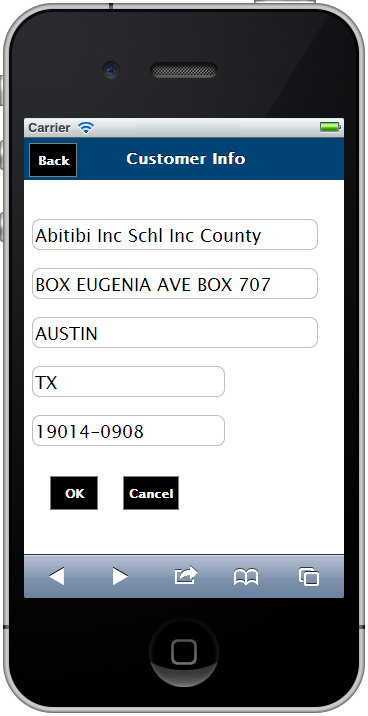 Carrier
Back
Customer Info
Abitibi Inc Schl Inc County
BOX EUGENIA AVE BOX 707
AUSTIN
TX
19014-0908
OK
Cancel